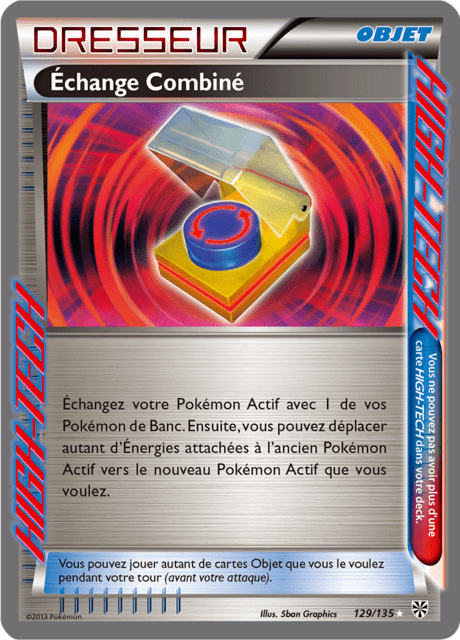 DRESSEUR
OBJET
Échange Combiné
HIGH-TECH
HIGH-TECH
Vous ne pouvez pas avoir plus d'une
carte HIGH-TECH dans votre deck.
Échangez votre Pokémon Actif avec 1 de vos
Pokémon de Banc. Ensuite, vous pouvez déplacer
autant d'Énergies attachées à l'ancien Pokémon
Actif vers le nouveau Pokémon Actif que vous
voulez.
Vous pouvez jouer autant de cartes Objet que vous le voulez
pendant votre tour (avant votre attaque).
©2013 Pokémon
Illus. 5ban Graphics
129/135